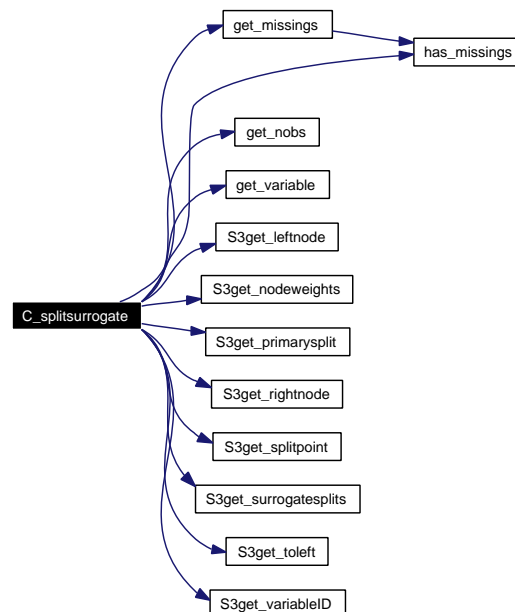 get_missings
has_missings
get_nobs
get_variable
S3get_leftnode
S3get_nodeweights
C_splitsurrogate
S3get_primarysplit
S3get_rightnode
S3get_splitpoint
S3get_surrogatesplits
S3get_toleft
S3get_variableID